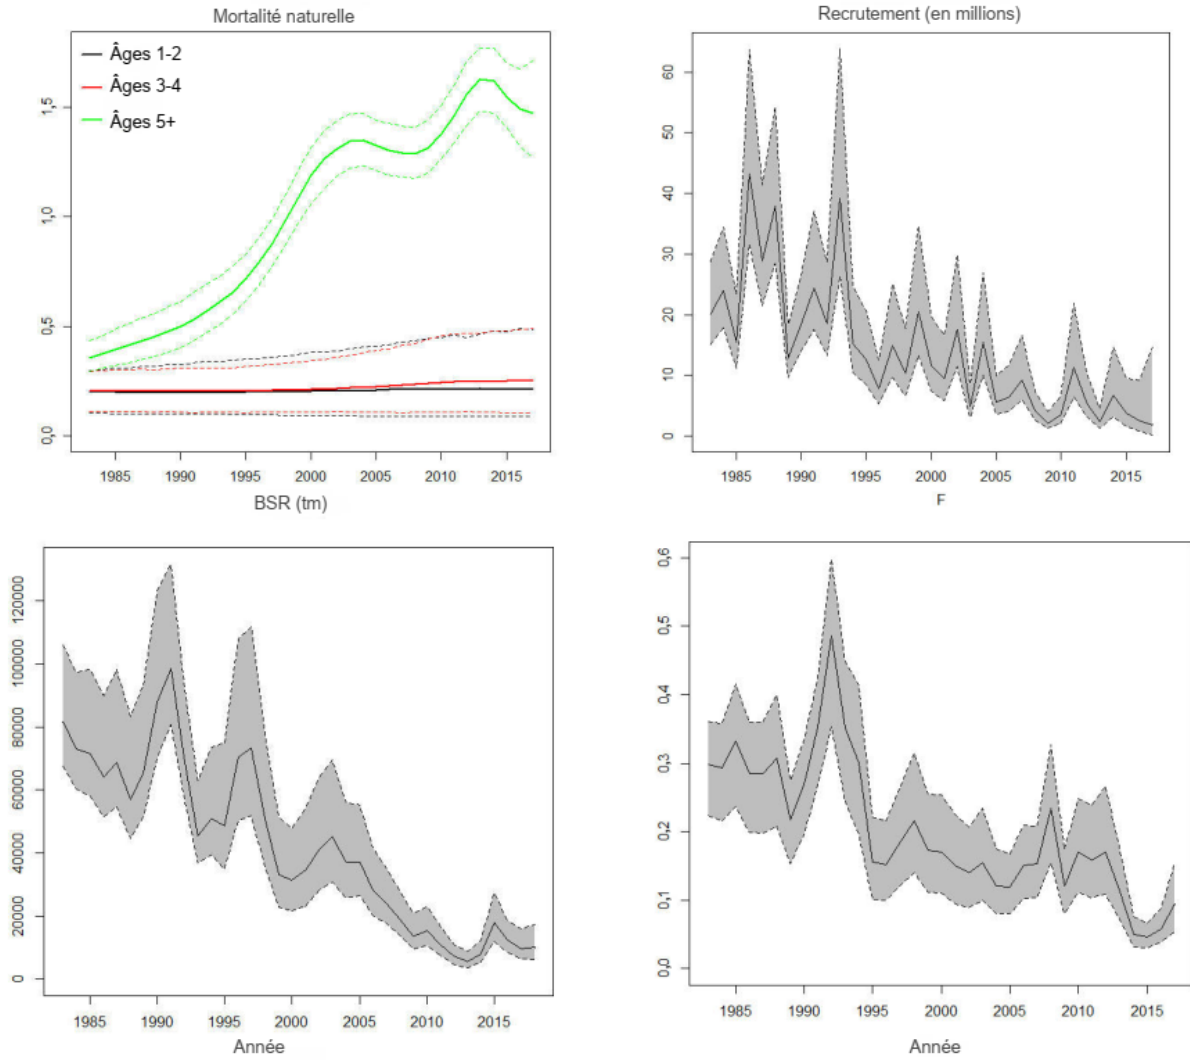 Mortalité naturelle
Âges 1-2
Âges 3-4
Âges 5+
1,5
1,0
0,5
0,0
1985 1990 1995 2000 2005 2010 2015
Recrutement (en millions)
60
50
40
30
20
10
0
1985 1990 1995 2000 2005 2010 2015
BSR (tm)
120000
100000
80000
60000
40000
20000
0
1985 1990 1995 2000 2005 2010 2015
Année
F
0,6
0,5
0,4
0,3
0,2
0,1
0,0
1985 1990 1995 2000 2005 2010 2015
Année